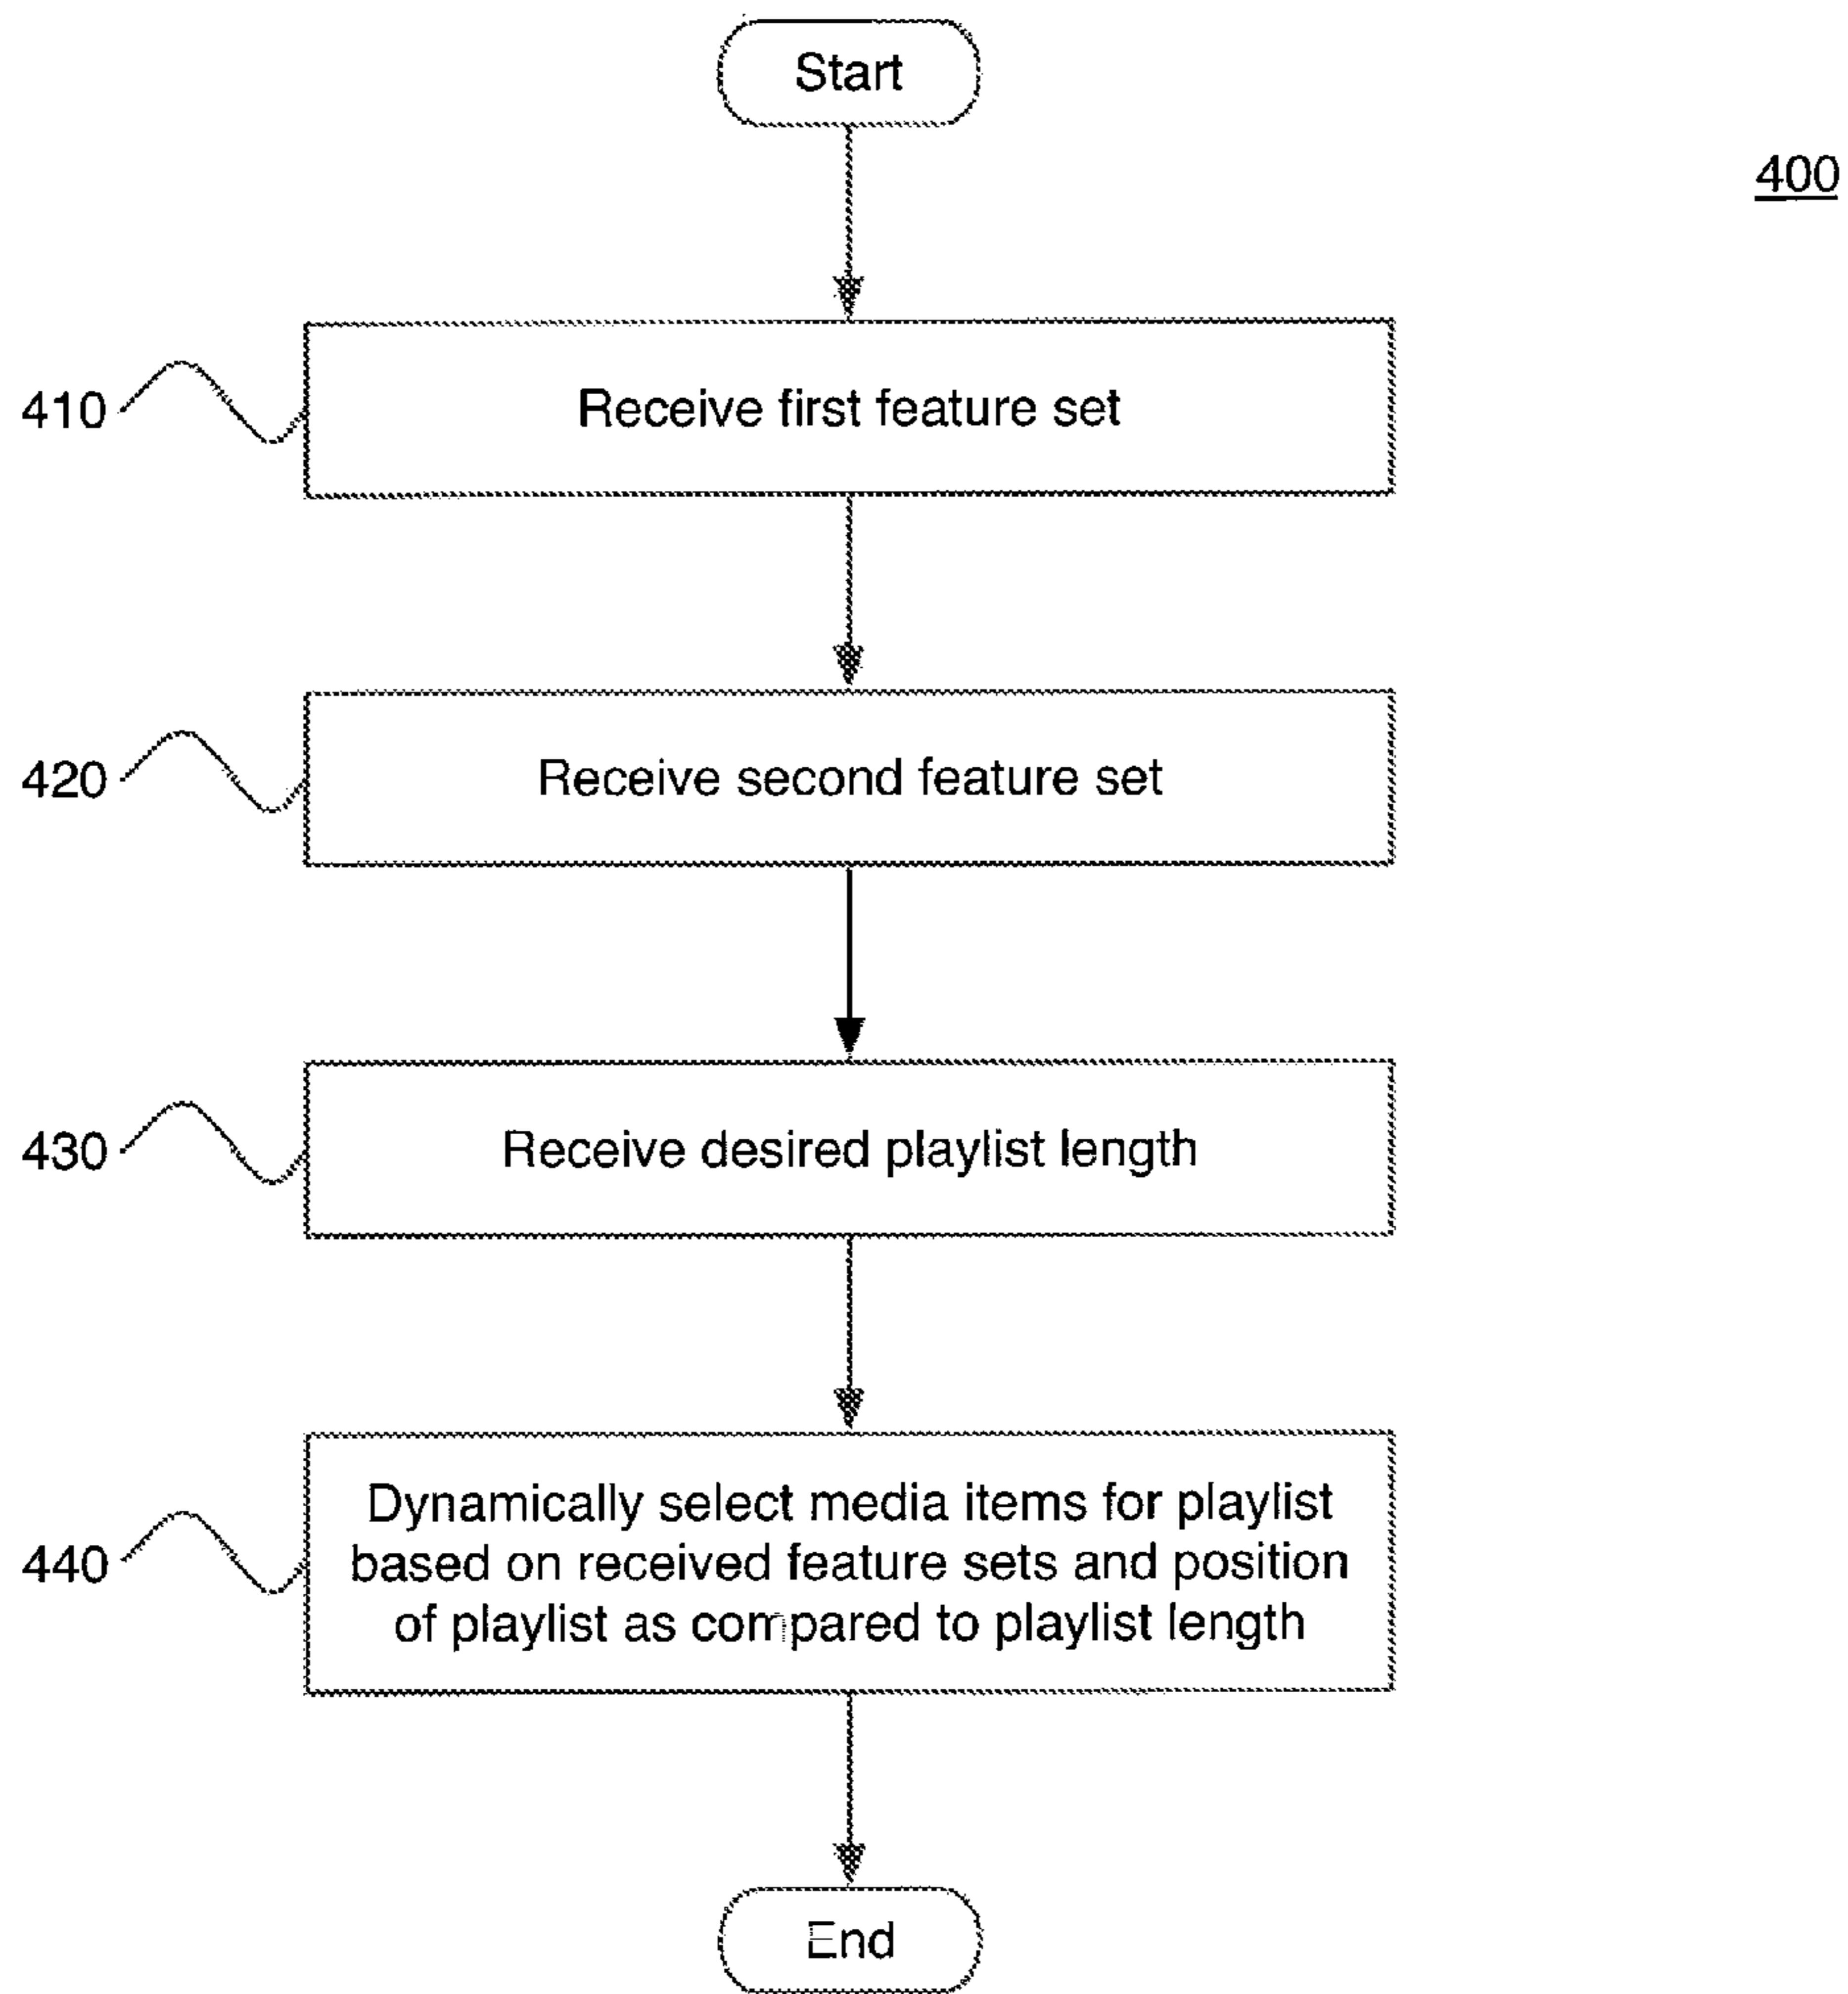 Start
400
410
Receive first feature set
420
Receive second feature set
430
Receive desired playlist length
440
Dynamically select media items for playlist
based on received feature sets and position
of playlist as compared to playlist length
End